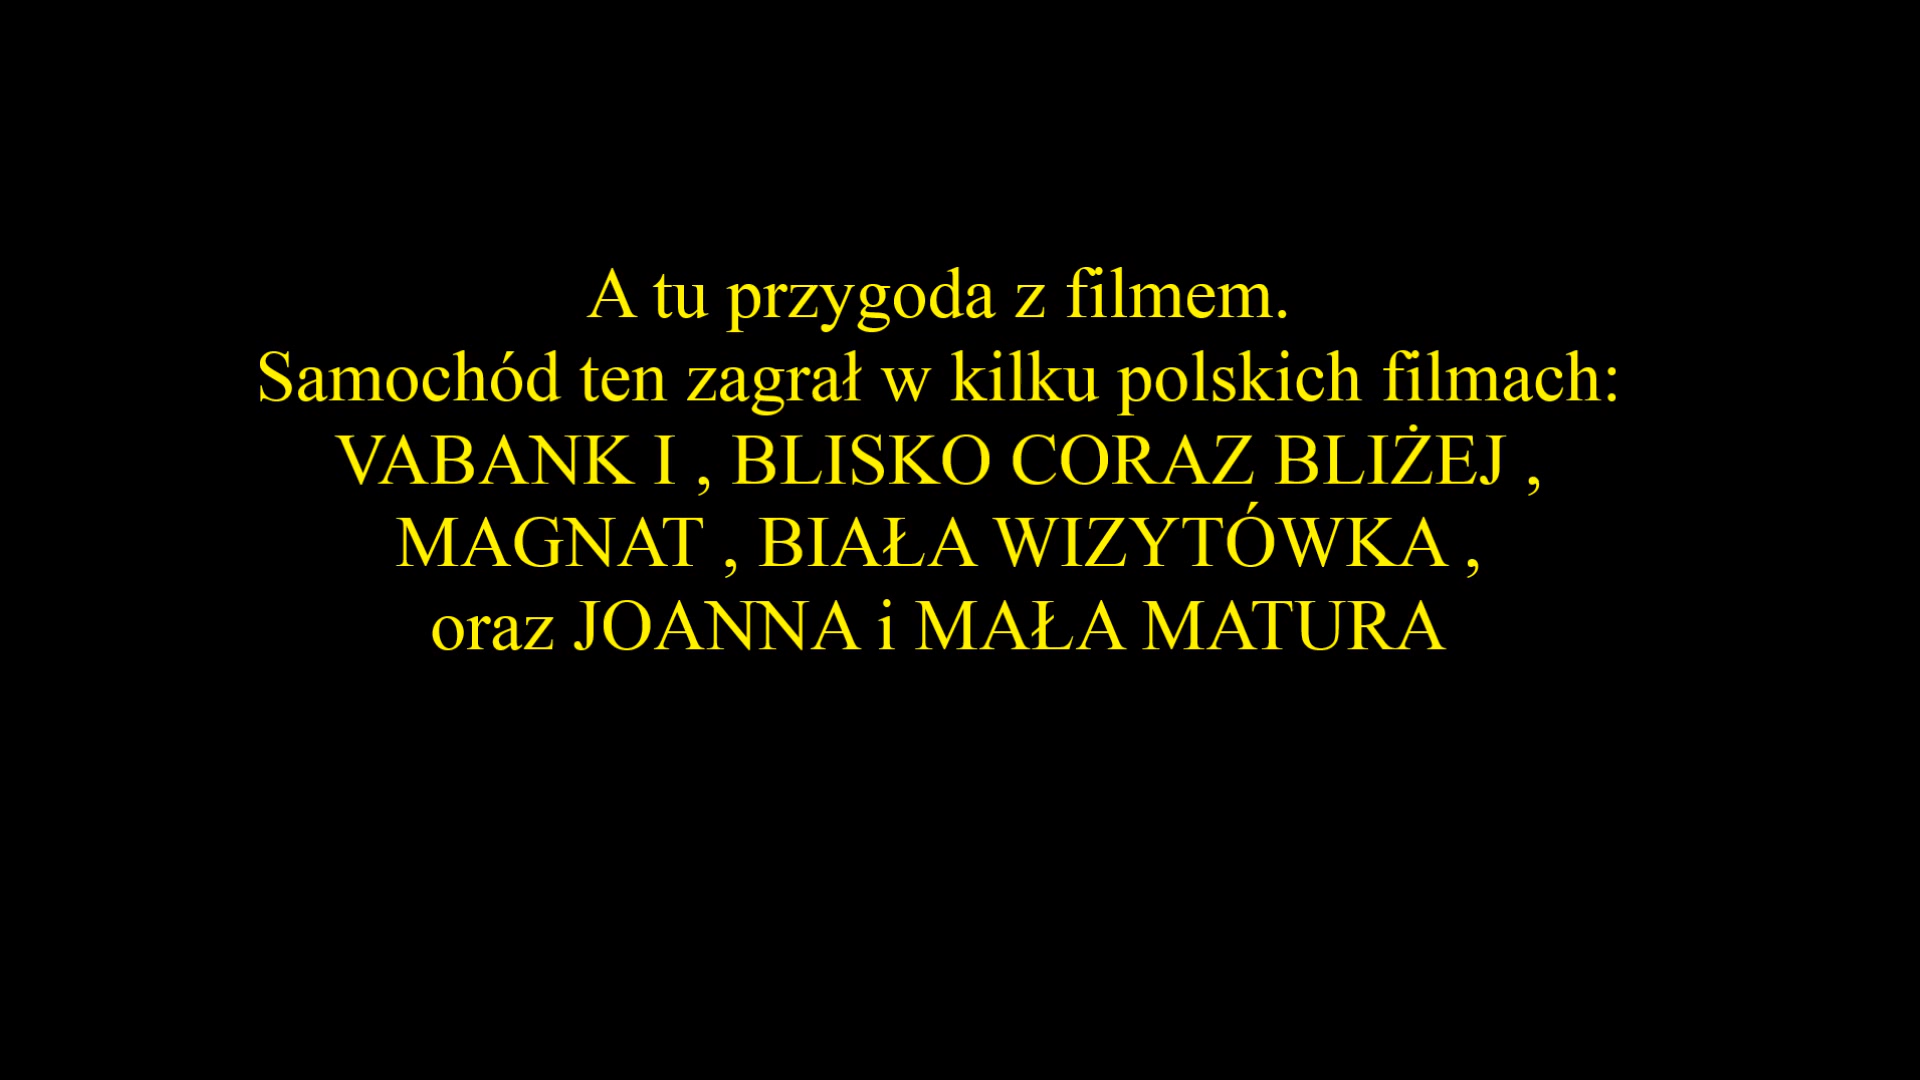 A tu przygoda z filmem.
Samochód ten zagrał w kilku polskich filmach:
VABANK I , BLISKO CORAZ BLIŻEJ ,
MAGNAT , BIAŁA WIZYTÓWKA ,
oraz JOANNA i MAŁA MATURA